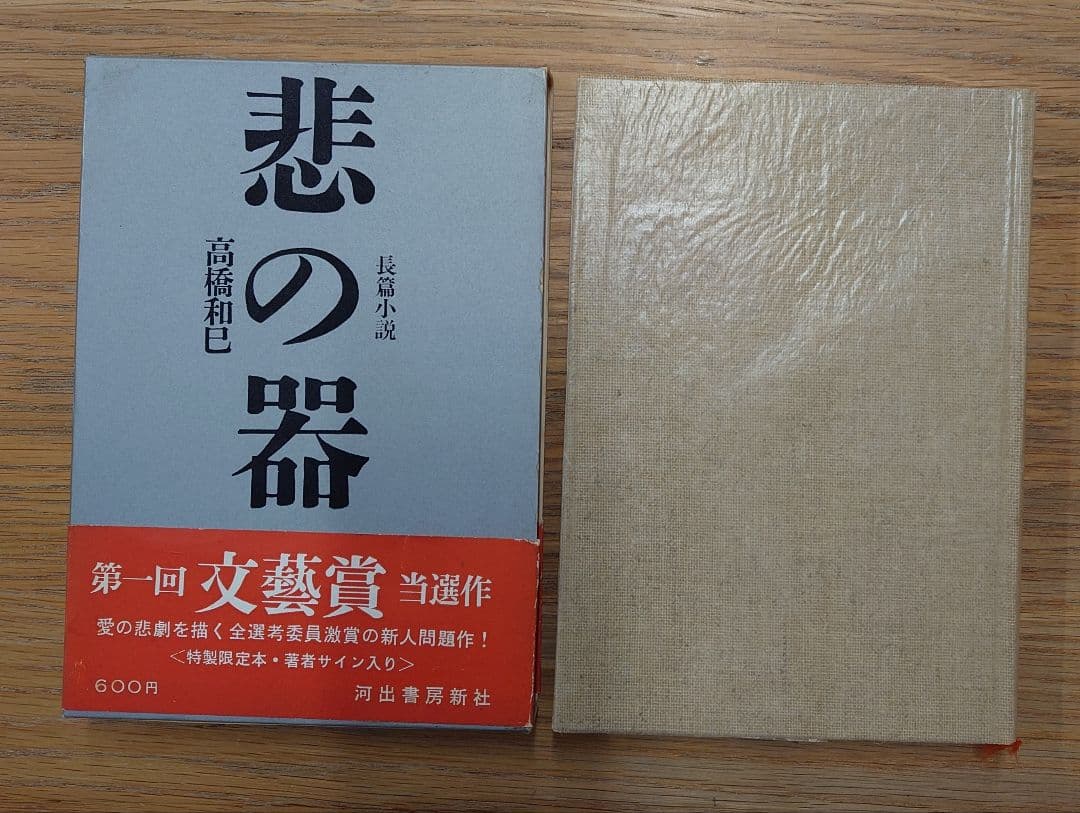 長篇小説
悲の器
高橋和巳
第一回 文藝賞 当選作
愛の悲劇を描く全選考委員激賞の新人問題作！
＜特製限定本・著者サイン入り＞
600円
河出書房新社